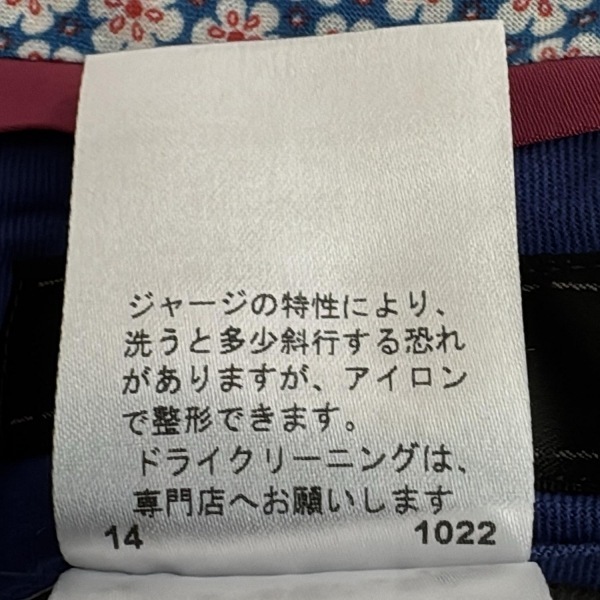 ジャージの特性により、
洗うと多少斜行する恐れ
がありますが、アイロン
で整形できます。
ドライクリーニングは、
専門店へお願いします
14 1022